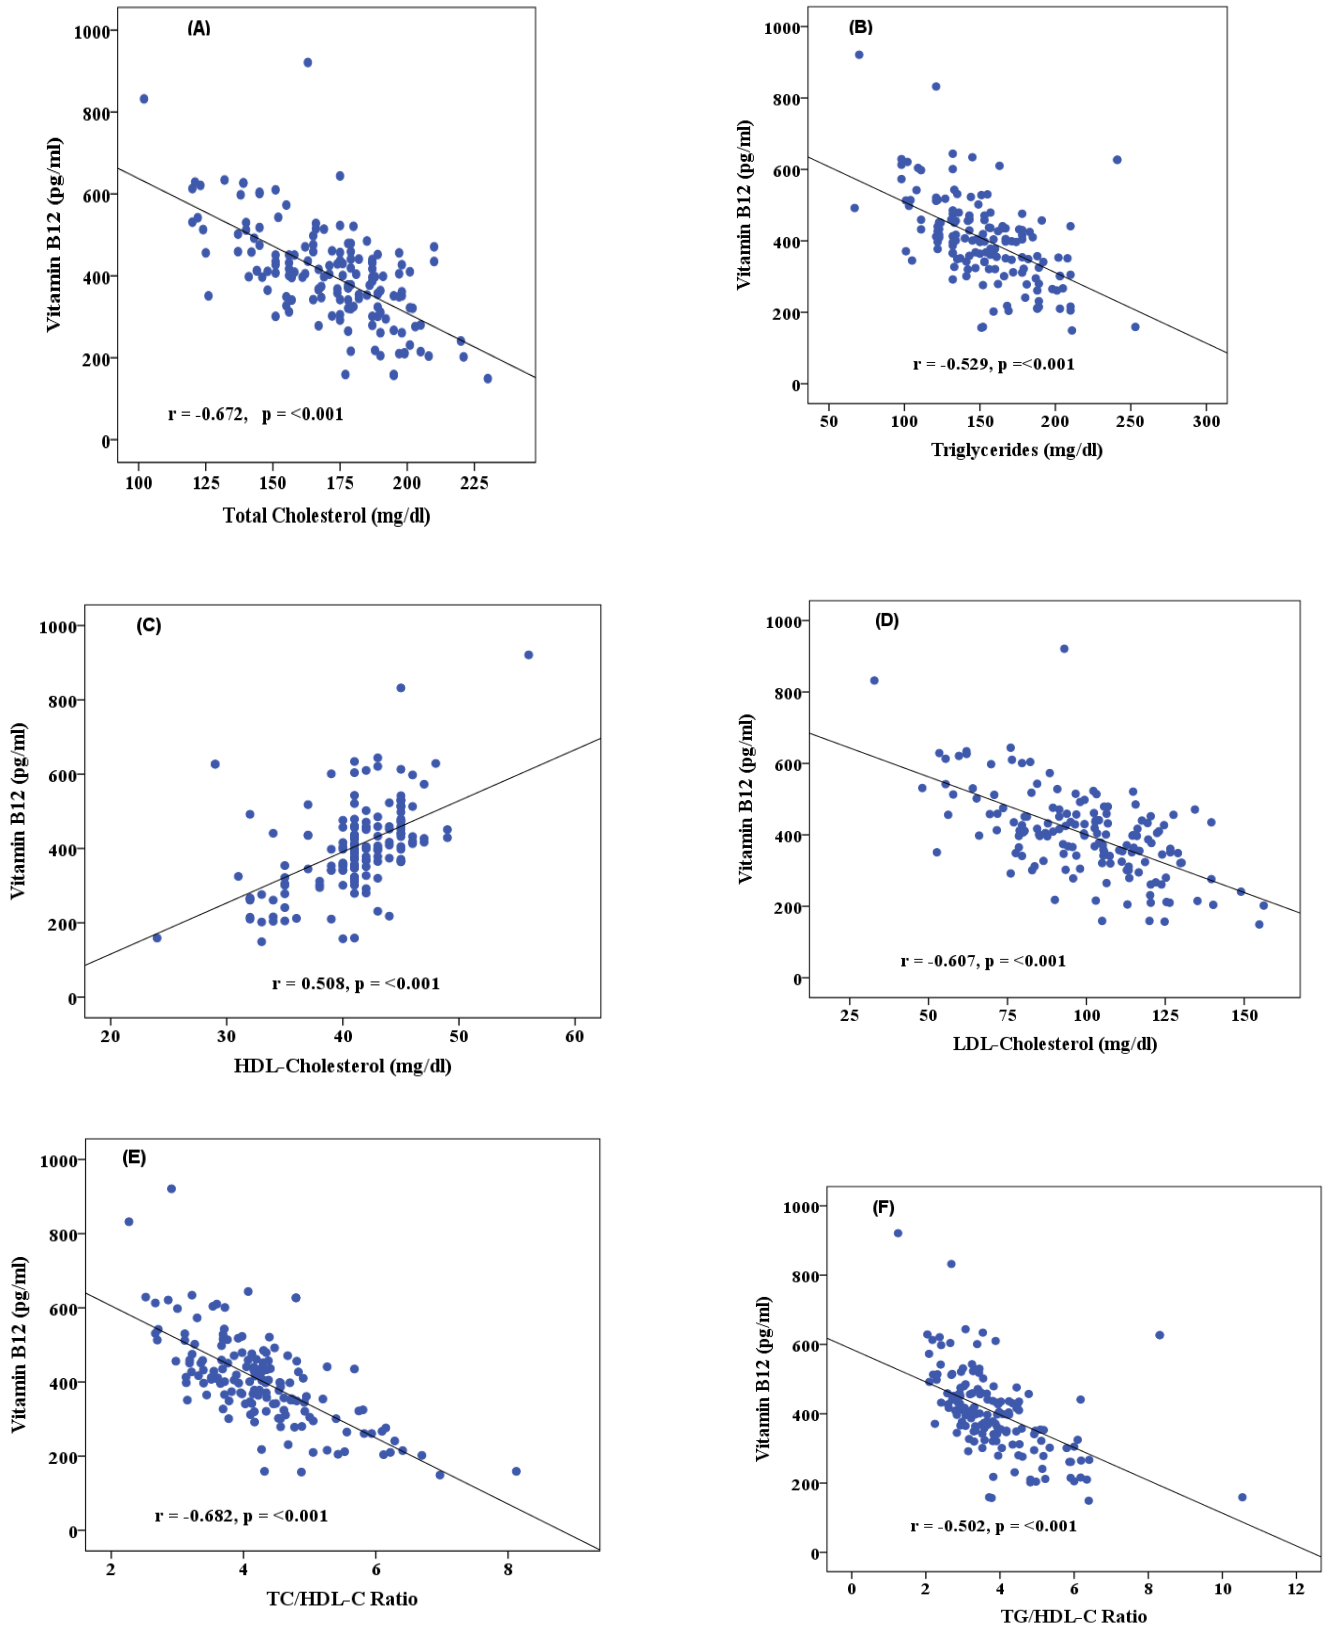 (A)
1000
800
600
400
200
0
Vitamin B12 (pg/ml)
r = -0.672,   p = <0.001
100 125 150 175 200 225
Total Cholesterol (mg/dl)
(B)
1000
800
600
400
200
0
Vitamin B12 (pg/ml)
r = -0.529, p =<0.001
50 100 150 200 250 300
Triglycerides (mg/dl)
(C)
1000
800
600
400
200
0
Vitamin B12 (pg/ml)
r = 0.508, p = <0.001
20 30 40 50 60
HDL-Cholesterol (mg/dl)
(D)
1000
800
600
400
200
0
Vitamin B12 (pg/ml)
r = -0.607, p = <0.001
25 50 75 100 125 150
LDL-Cholesterol (mg/dl)
(E)
1000
800
600
400
200
0
Vitamin B12 (pg/ml)
r = -0.682, p = <0.001
2 4 6 8
TC/HDL-C Ratio
(F)
1000
800
600
400
200
0
Vitamin B12 (pg/ml)
r = -0.502, p = <0.001
0 2 4 6 8 10 12
TG/HDL-C Ratio